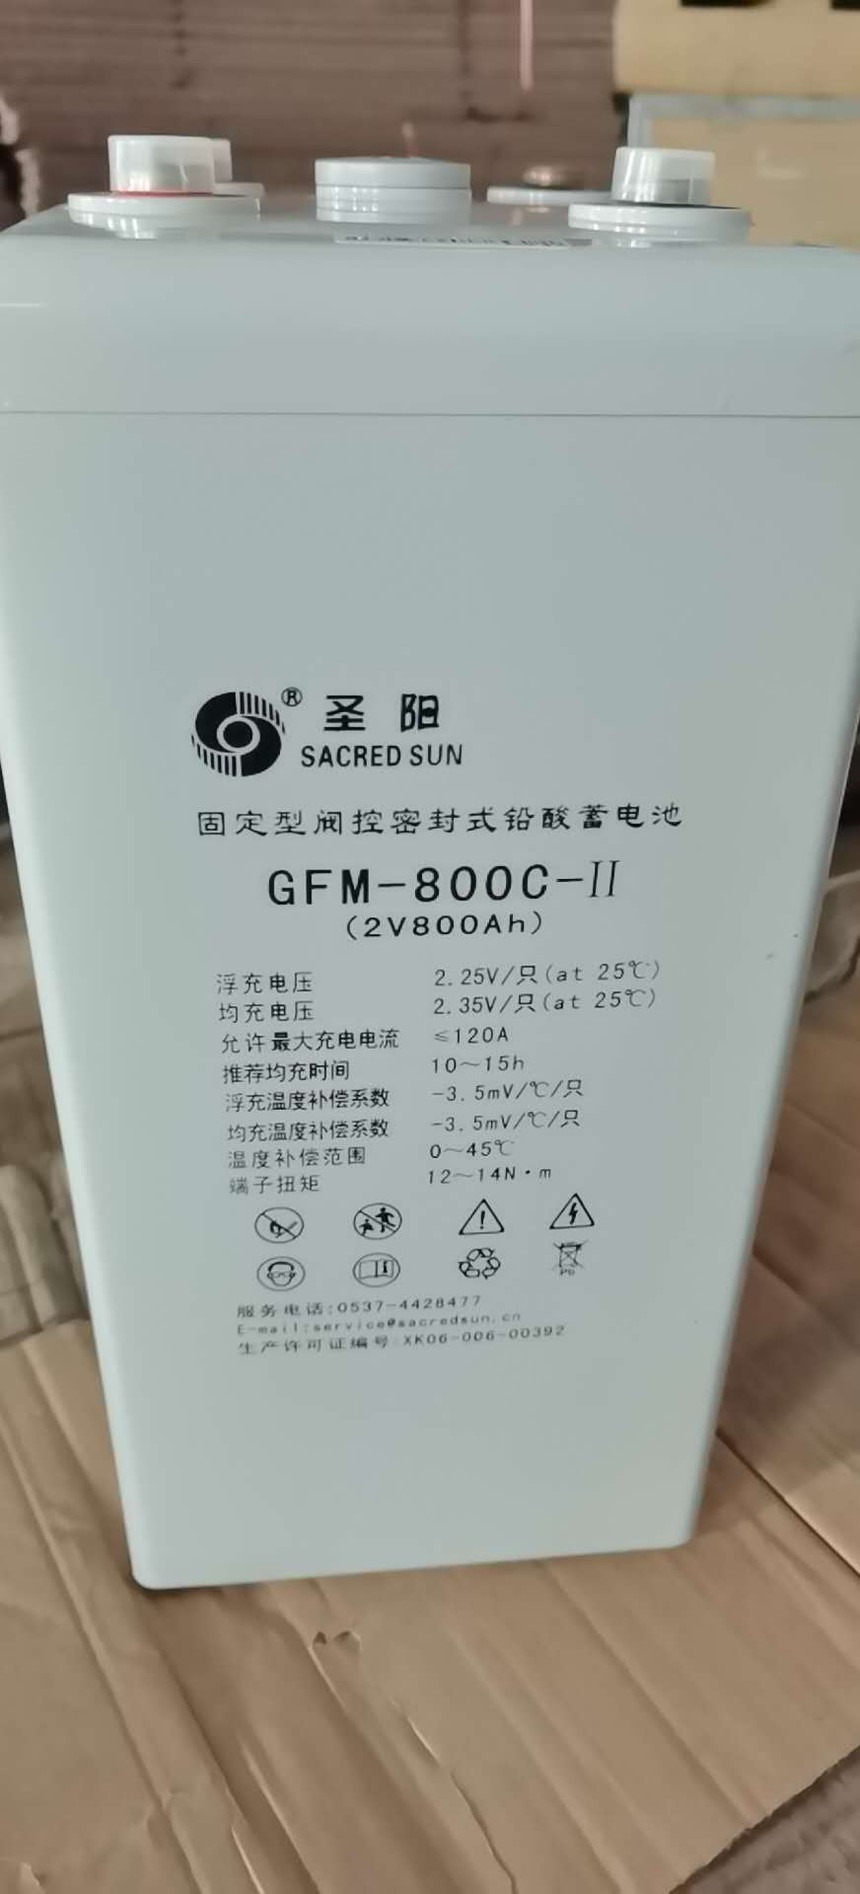 ® 圣阳
SACRED SUN
固定型阀控密封式铅酸蓄电池
GFM-800C-II
(2V800Ah)
浮充电压 2.25V/只(at 25℃)
均充电压 2.35V/只(at 25℃)
允许最大充电电流 ≤120A
推荐均充时间 10~15h
浮充温度补偿系数 -3.5mV/℃/只
均充温度补偿系数 -3.5mV/℃/只
温度补偿范围 0~45℃
端子扭矩 12~14N·m
Pb
服务电话:0537-4428477
E-mail:service@sacredsun.cn
生产许可证编号:XK06-006-00392